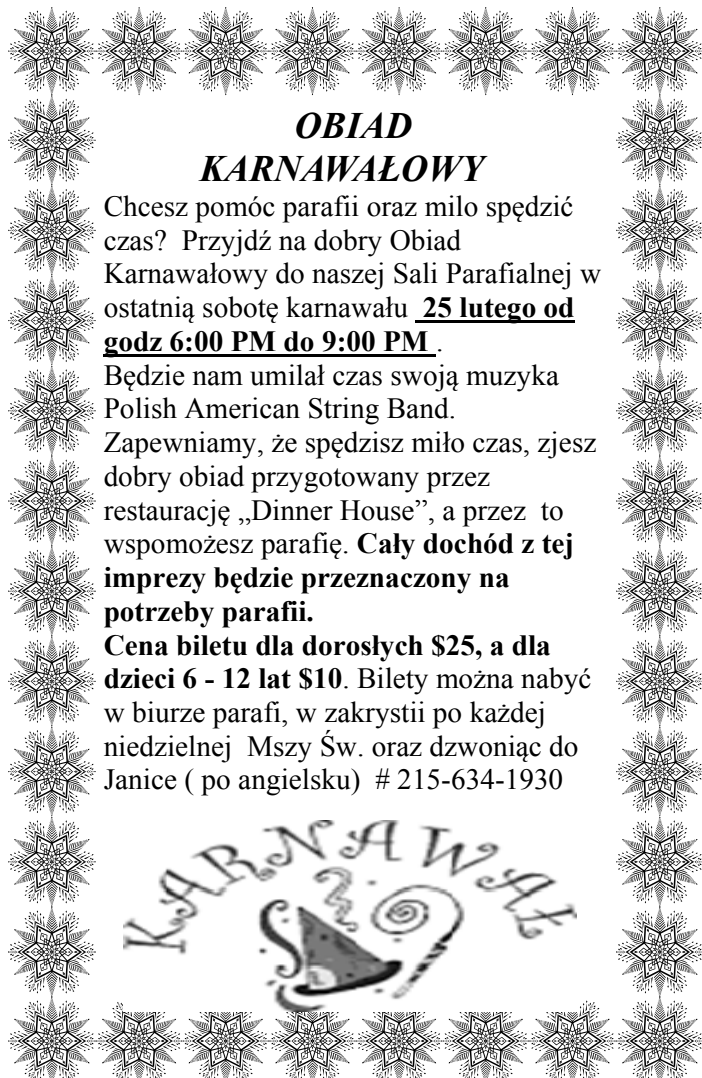 OBIAD
KARNAWAŁOWY
Chcesz pomóc parafii oraz milo spędzić
czas? Przyjdź na dobry Obiad
Karnawałowy do naszej Sali Parafialnej w
ostatnią sobotę karnawału 25 lutego od
godz 6:00 PM do 9:00 PM .
Będzie nam umilał czas swoją muzyka
Polish American String Band.
Zapewniamy, że spędzisz miło czas, zjesz
dobry obiad przygotowany przez
restaurację „Dinner House”, a przez to
wspomożesz parafię. Cały dochód z tej
imprezy będzie przeznaczony na
potrzeby parafii.
Cena biletu dla dorosłych $25, a dla
dzieci 6 - 12 lat $10. Bilety można nabyć
w biurze parafi, w zakrystii po każdej
niedzielnej Mszy Św. oraz dzwoniąc do
Janice ( po angielsku) # 215-634-1930
KARNAWAŁ